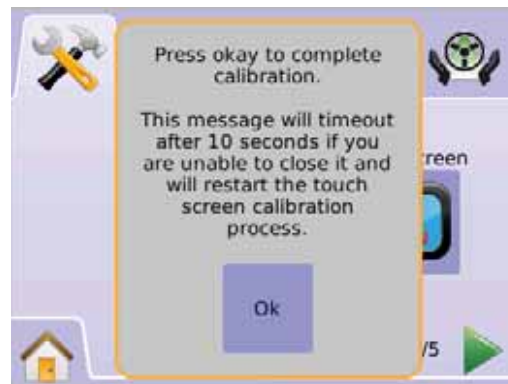 Press okay to complete
calibration.
This message will timeout
after 10 seconds if you
are unable to close it and
will restart the touch
screen calibration
process.
reen
Ok
/5